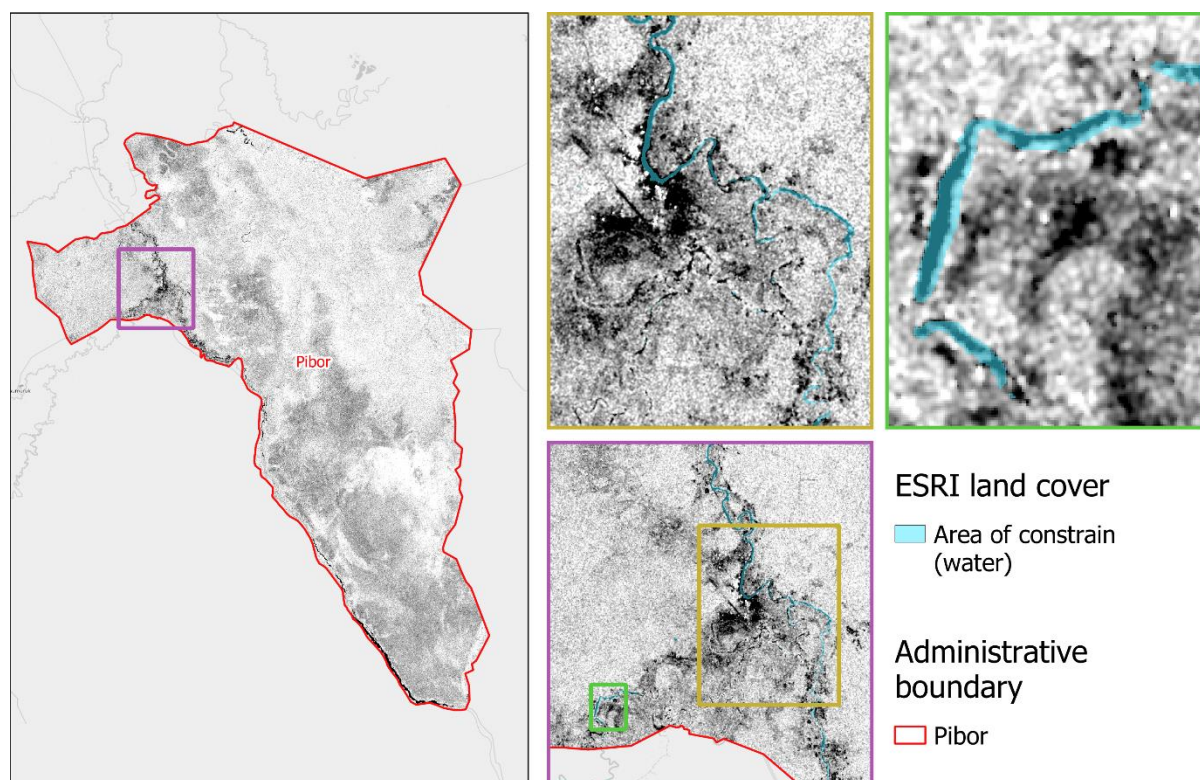 Pibor
ESRI land cover
Area of constrain
(water)
Administrative
boundary
Pibor